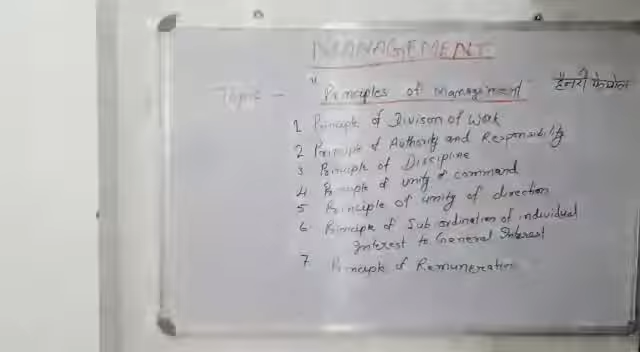 MANAGEMENT
Topic - "Principles of management" हैनरी फेयोल
1 Principle of Divison of Work
2 Principle of Authority and Responsibility
3 Principle of Discipline
4 Principle of unity of command
5 Principle of unity of direction
6 Principle of Sub ordination of individual
Interest to General Interest
7 Principle of Remuneration